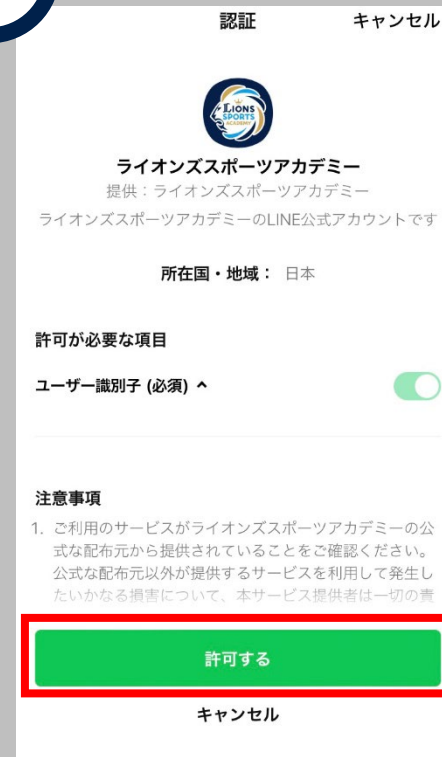 認証
キャンセル
LIONS
SPORTS
ACADEMY
ライオンズスポーツアカデミー
提供：ライオンズスポーツアカデミー
ライオンズスポーツアカデミーのLINE公式アカウントです
所在国・地域： 日本
許可が必要な項目
ユーザー識別子 (必須)
注意事項
1. ご利用のサービスがライオンズスポーツアカデミーの公
式な配布元から提供されていることをご確認ください。
公式な配布元以外が提供するサービスを利用して発生し
たいかなる損害について、本サービス提供者は一切の責
許可する
キャンセル